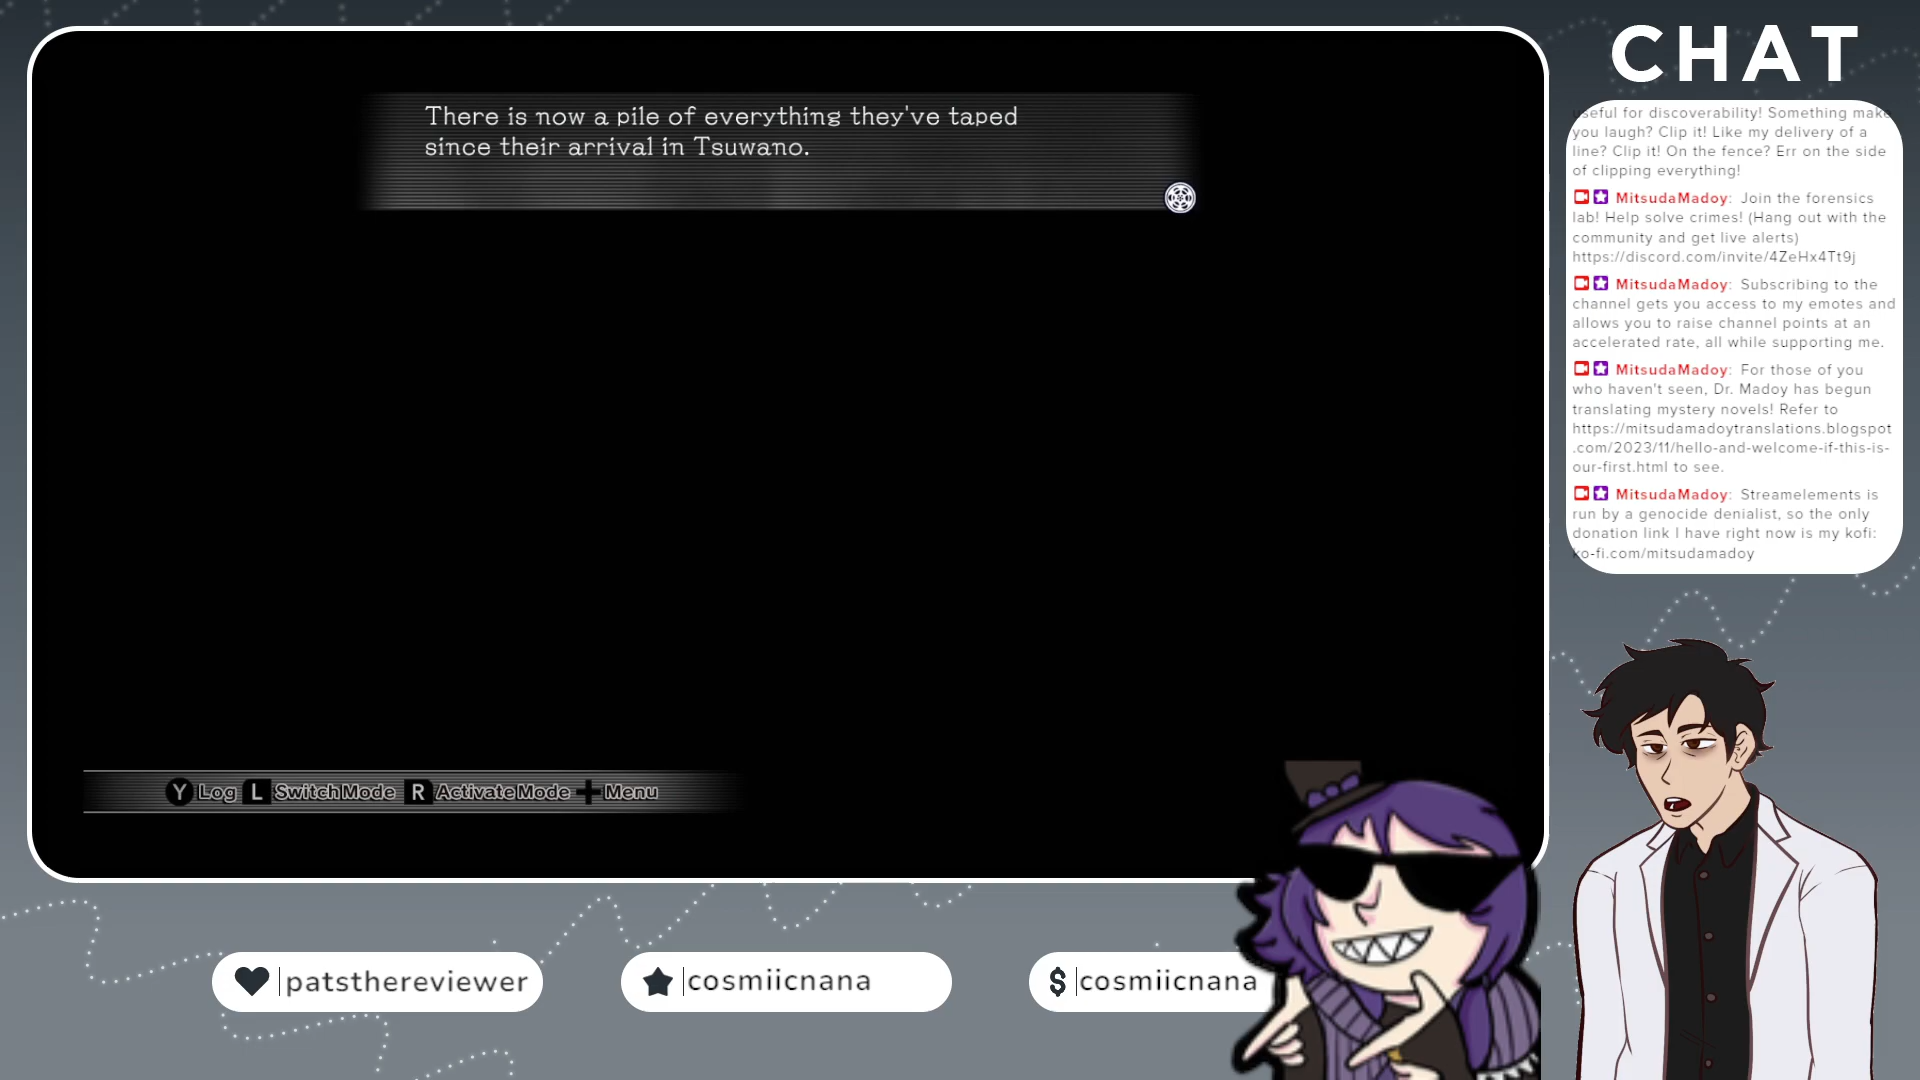 There is now a pile of everything they've taped
since their arrival in Tsuwano.
Y Log L SwitchMode R ActivateMode Menu
CHAT
useful for discoverability! Something make
you laugh? Clip it! Like my delivery of a
line? Clip it! On the fence? Err on the side
of clipping everything!
MitsudaMadoy: Join the forensics
lab! Help solve crimes! (Hang out with the
community and get live alerts)
https://discord.com/invite/4ZeHx4Tt9j
MitsudaMadoy: Subscribing to the
channel gets you access to my emotes and
allows you to raise channel points at an
accelerated rate, all while supporting me.
MitsudaMadoy: For those of you
who haven't seen, Dr. Madoy has begun
translating mystery novels! Refer to
https://mitsudamadoytranslations.blogspot
.com/2023/11/hello-and-welcome-if-this-is-
our-first.html to see.
MitsudaMadoy: Streamelements is
run by a genocide denialist, so the only
donation link I have right now is my kofi:
ko-fi.com/mitsudamadoy
patsthereviewer
cosmiicnana
$ cosmiicnana